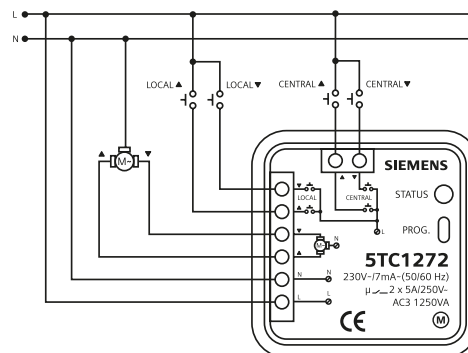 L
N
LOCAL ▲ LOCAL ▼ CENTRAL ▲ CENTRAL ▼
▲ M~ ▼
SIEMENS
▼ LOCAL ▲ ▼ CENTRAL STATUS
▲
L PROG.
▼ M~ N
▲
5TC1272
N N 230V~/7mA~(50/60 Hz)
L L µ 2 x 5A/250V~
AC3 1250VA
CE M